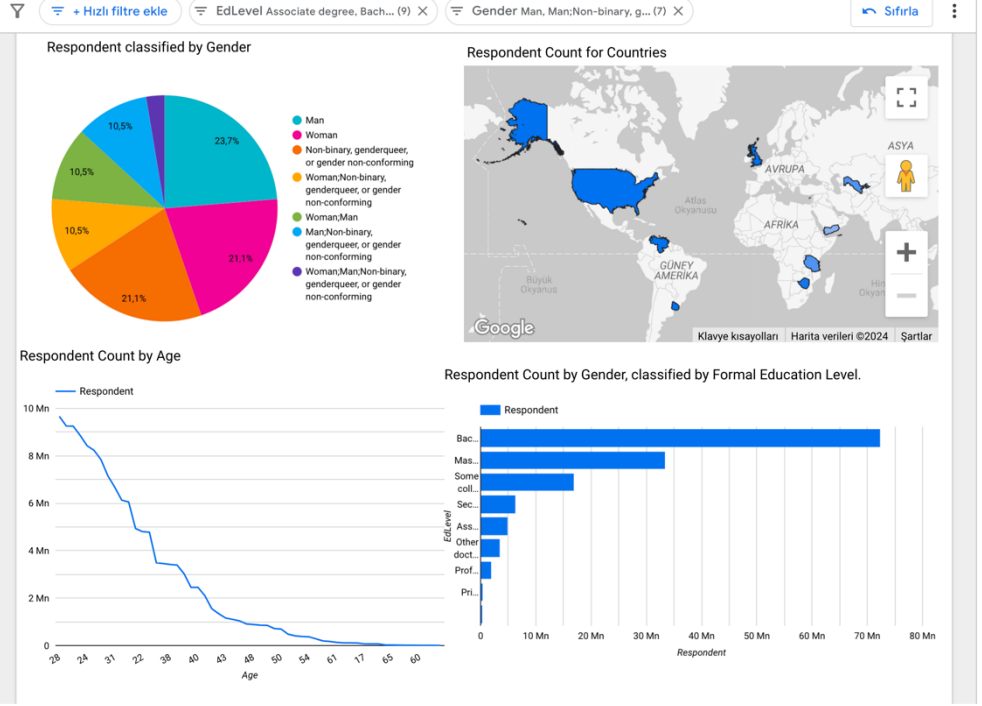 + Hızlı filtre ekle
EdLevel Associate degree, Bach... (9)
Gender Man, Man;Non-binary, g... (7)
Sıfırla
Respondent classified by Gender
23,7%
21,1%
21,1%
10,5%
10,5%
10,5%
Man
Woman
Non-binary, genderqueer,
or gender non-conforming
Woman;Non-binary,
genderqueer, or gender
non-conforming
Woman;Man
Man;Non-binary,
genderqueer, or gender
non-conforming
Woman;Man;Non-binary,
genderqueer, or gender
non-conforming
Respondent Count for Countries
ASYA
AVRUPA
Atlas
Okyanusu
AFRİKA
GÜNEY
AMERİKA
Büyük
Okyanus
Hin
Okyan
Google
Klavye kısayolları
Harita verileri ©2024
Şartlar
Respondent Count by Age
Respondent
10 Mn
8 Mn
6 Mn
4 Mn
2 Mn
0
28 24 31 22 38 40 43 48 50 54 61 17 65 60
Age
Respondent Count by Gender, classified by Formal Education Level.
Respondent
EdLevel
Bac...
Mas...
Some
coll...
Sec...
Ass...
Other
doct...
Prof...
Pri...
0 10 Mn 20 Mn 30 Mn 40 Mn 50 Mn 60 Mn 70 Mn 80 Mn
Respondent